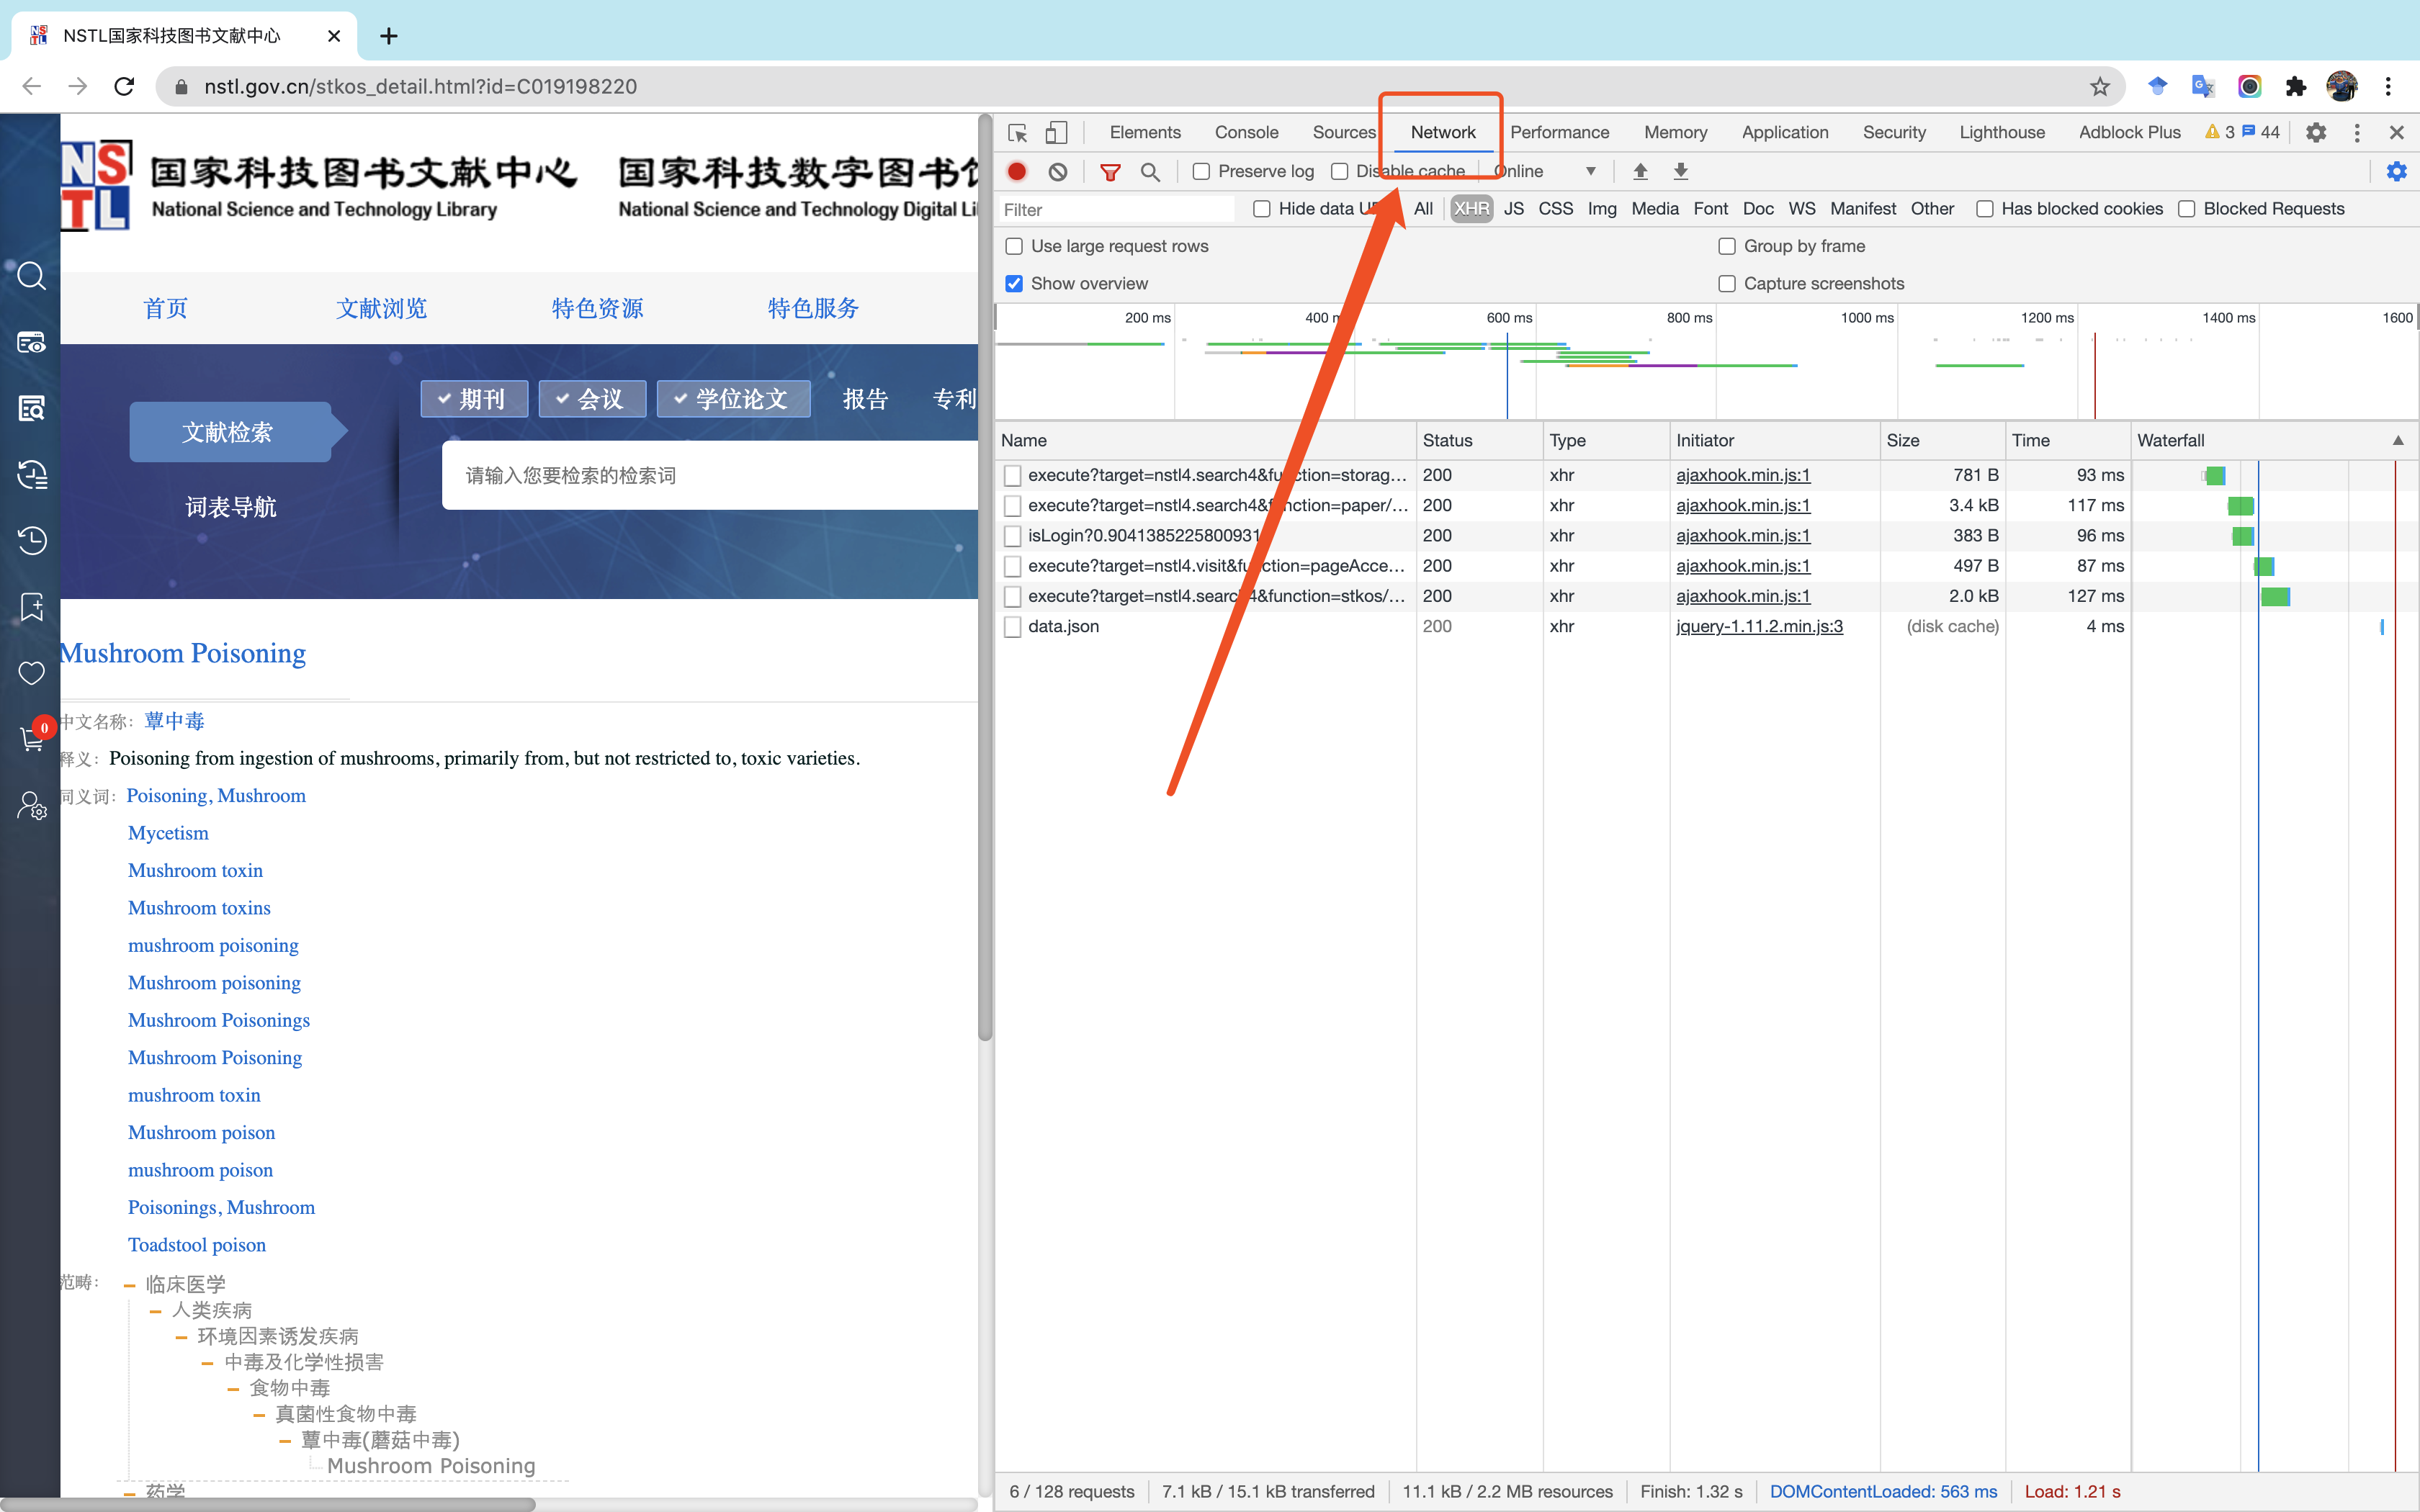 NSTL国家科技图书文献中心
nstl.gov.cn/stkos_detail.html?id=C019198220
NSTL
国家科技图书文献中心 国家科技数字图书馆
National Science and Technology Library National Science and Technology Digital Li
首页 文献浏览 特色资源 特色服务
期刊 会议 学位论文 报告 专利
文献检索
请输入您要检索的检索词
词表导航
Mushroom Poisoning
中文名称: 蕈中毒
释义: Poisoning from ingestion of mushrooms, primarily from, but not restricted to, toxic varieties.
同义词: Poisoning, Mushroom
Mycetism
Mushroom toxin
Mushroom toxins
mushroom poisoning
Mushroom poisoning
Mushroom Poisonings
Mushroom Poisoning
mushroom toxin
Mushroom poison
mushroom poison
Poisonings, Mushroom
Toadstool poison
范畴: 临床医学
人类疾病
环境因素诱发疾病
中毒及化学性损害
食物中毒
真菌性食物中毒
蕈中毒(蘑菇中毒)
Mushroom Poisoning
药学
0
Elements Console Sources Network Performance Memory Application Security Lighthouse Adblock Plus 3 44
Preserve log Disable cache Online
Filter Hide data All XHR JS CSS Img Media Font Doc WS Manifest Other Has blocked cookies Blocked Requests
Use large request rows Group by frame
Show overview Capture screenshots
200 ms 400 m 600 ms 800 ms 1000 ms 1200 ms 1400 ms 1600
Name Status Type Initiator Size Time Waterfall
execute?target=nstl4.search4&function=storag... 200 xhr ajaxhook.min.js:1 781 B 93 ms
execute?target=nstl4.search4&function=paper/... 200 xhr ajaxhook.min.js:1 3.4 kB 117 ms
isLogin?0.9041385225800931 200 xhr ajaxhook.min.js:1 383 B 96 ms
execute?target=nstl4.visit&function=pageAcce... 200 xhr ajaxhook.min.js:1 497 B 87 ms
execute?target=nstl4.search4&function=stkos/... 200 xhr ajaxhook.min.js:1 2.0 kB 127 ms
data.json 200 xhr jquery-1.11.2.min.js:3 (disk cache) 4 ms
6 / 128 requests 7.1 kB / 15.1 kB transferred 11.1 kB / 2.2 MB resources Finish: 1.32 s DOMContentLoaded: 563 ms Load: 1.21 s